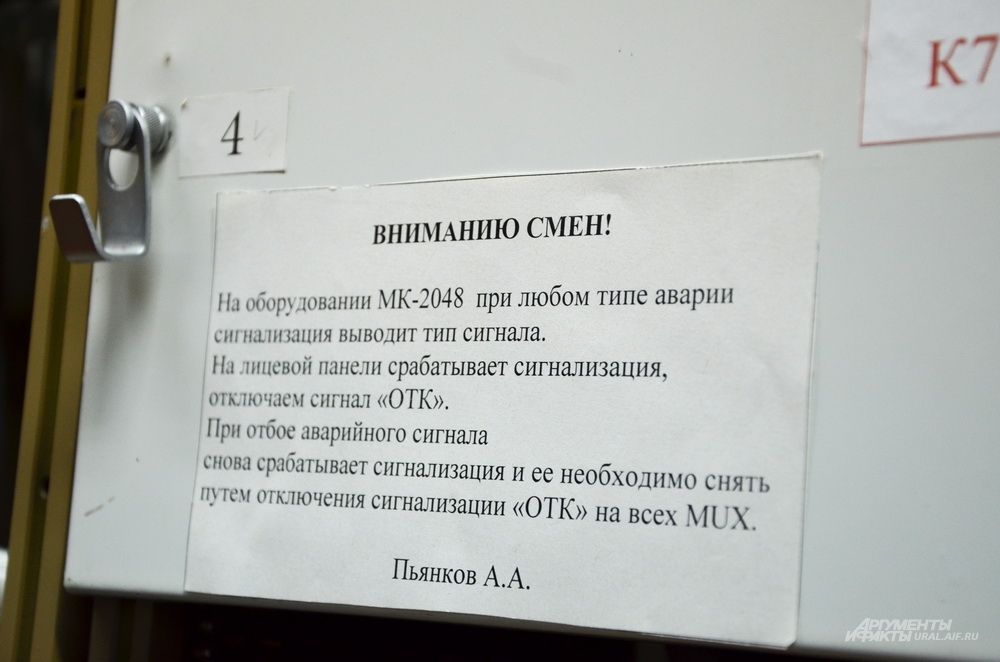 4
К7
ВНИМАНИЮ СМЕН!
На оборудовании МК-2048 при любом типе аварии
сигнализация выводит тип сигнала.
На лицевой панели срабатывает сигнализация,
отключаем сигнал «ОТК».
При отбое аварийного сигнала
снова срабатывает сигнализация и ее необходимо снять
путем отключения сигнализации «ОТК» на всех MUX.
Пьянков А.А.
АРГУМЕНТЫ
И ФАКТЫ URAL.AIF.RU